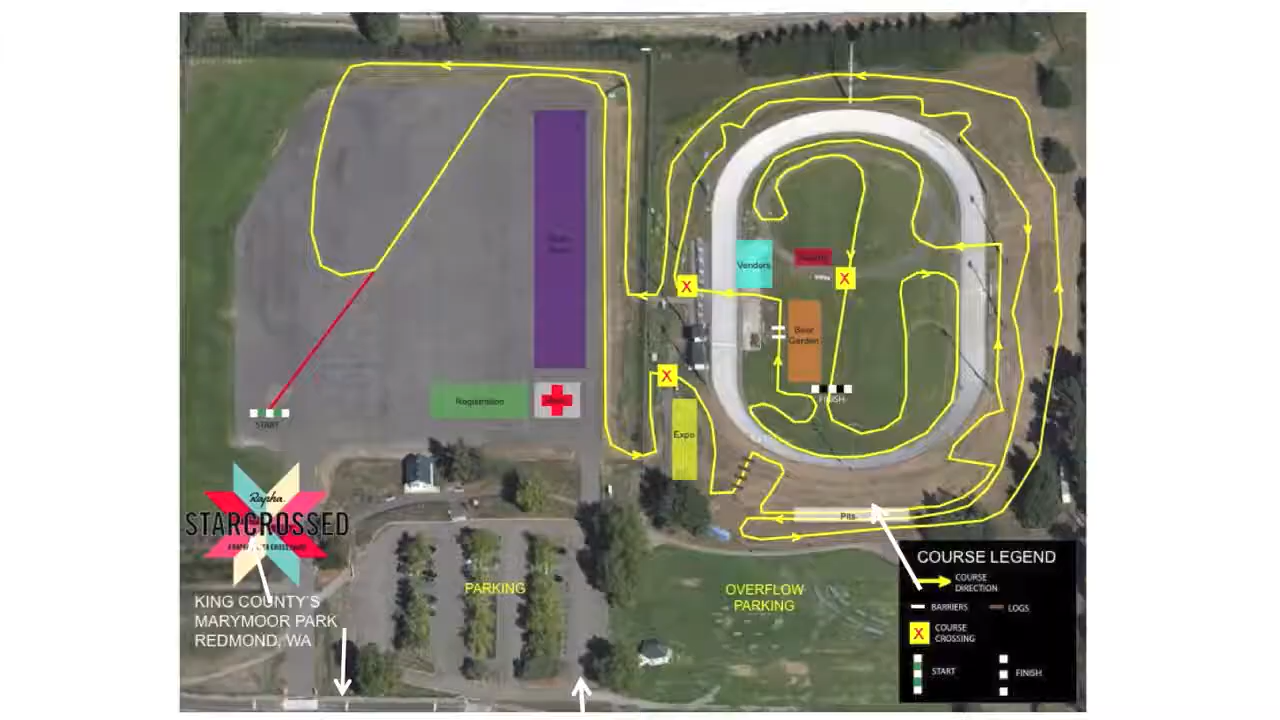 Vendors
X
X
X
Beer
Garden
FINISH
Registration
START
Expo
Pits
Rapha
STARCROSSED
KING COUNTY'S
MARYMOOR PARK
REDMOND, WA
PARKING
OVERFLOW
PARKING
COURSE LEGEND
COURSE
DIRECTION
BARRIERS
LOGS
X
COURSE
CROSSING
START
FINISH